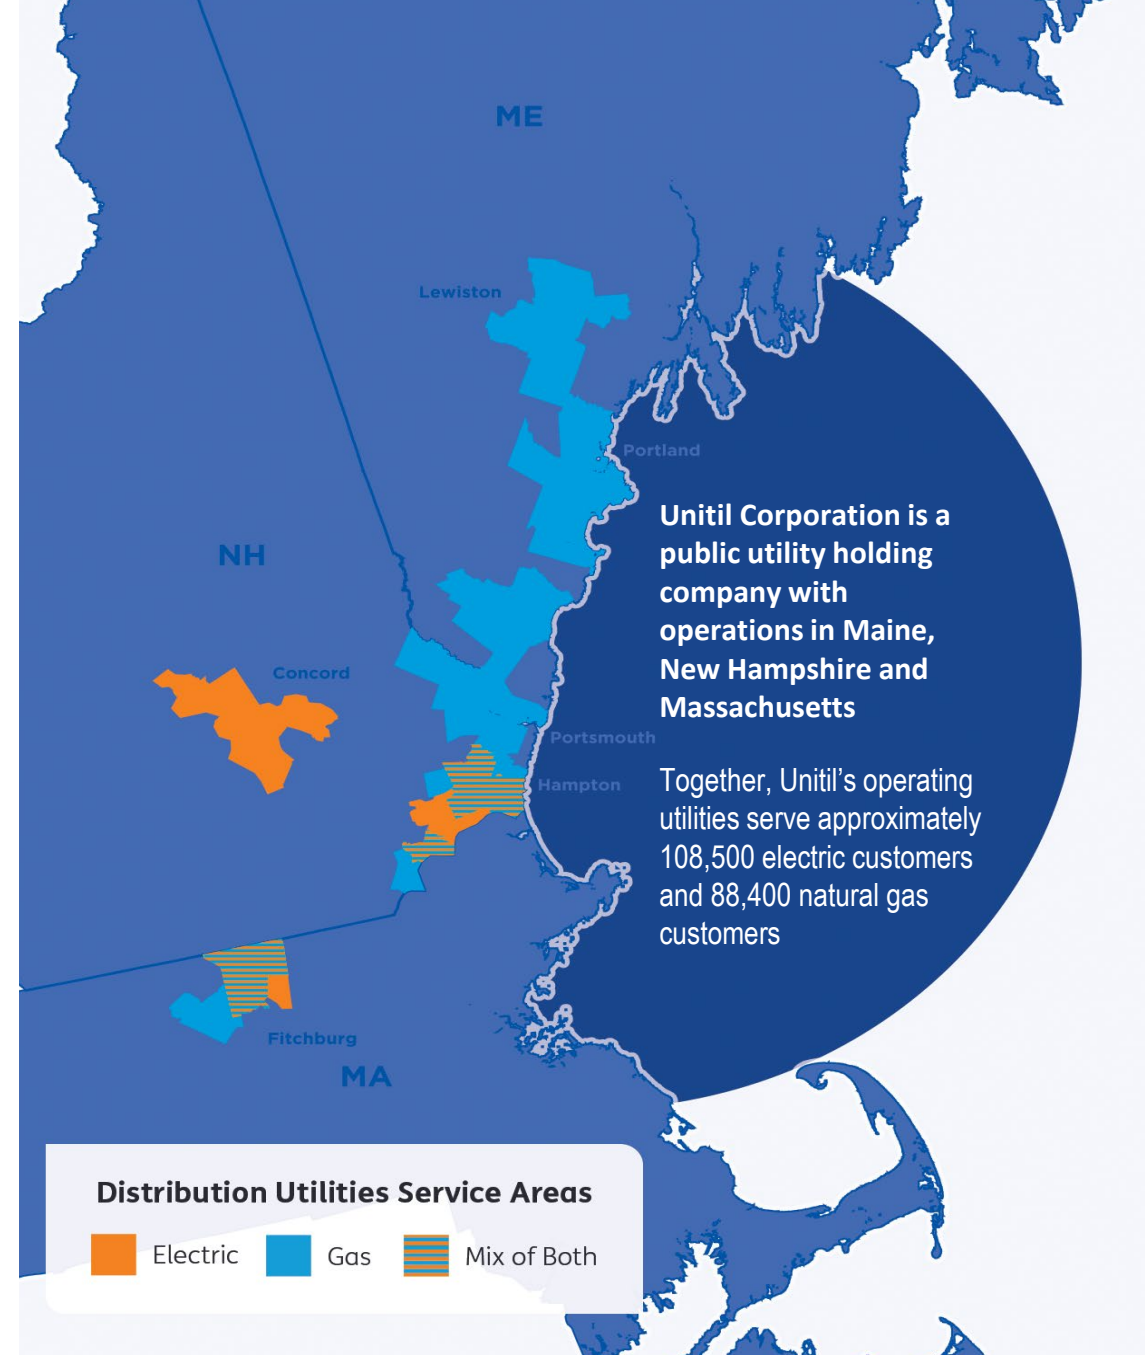 ME
Lewiston
Portland
Unitil Corporation is a
public utility holding
company with
operations in Maine,
New Hampshire and
Massachusetts
NH
Concord
Portsmouth
Hampton
Together, Unitil’s operating
utilities serve approximately
108,500 electric customers
and 88,400 natural gas
customers
Fitchburg
MA
Distribution Utilities Service Areas
Electric
Gas
Mix of Both